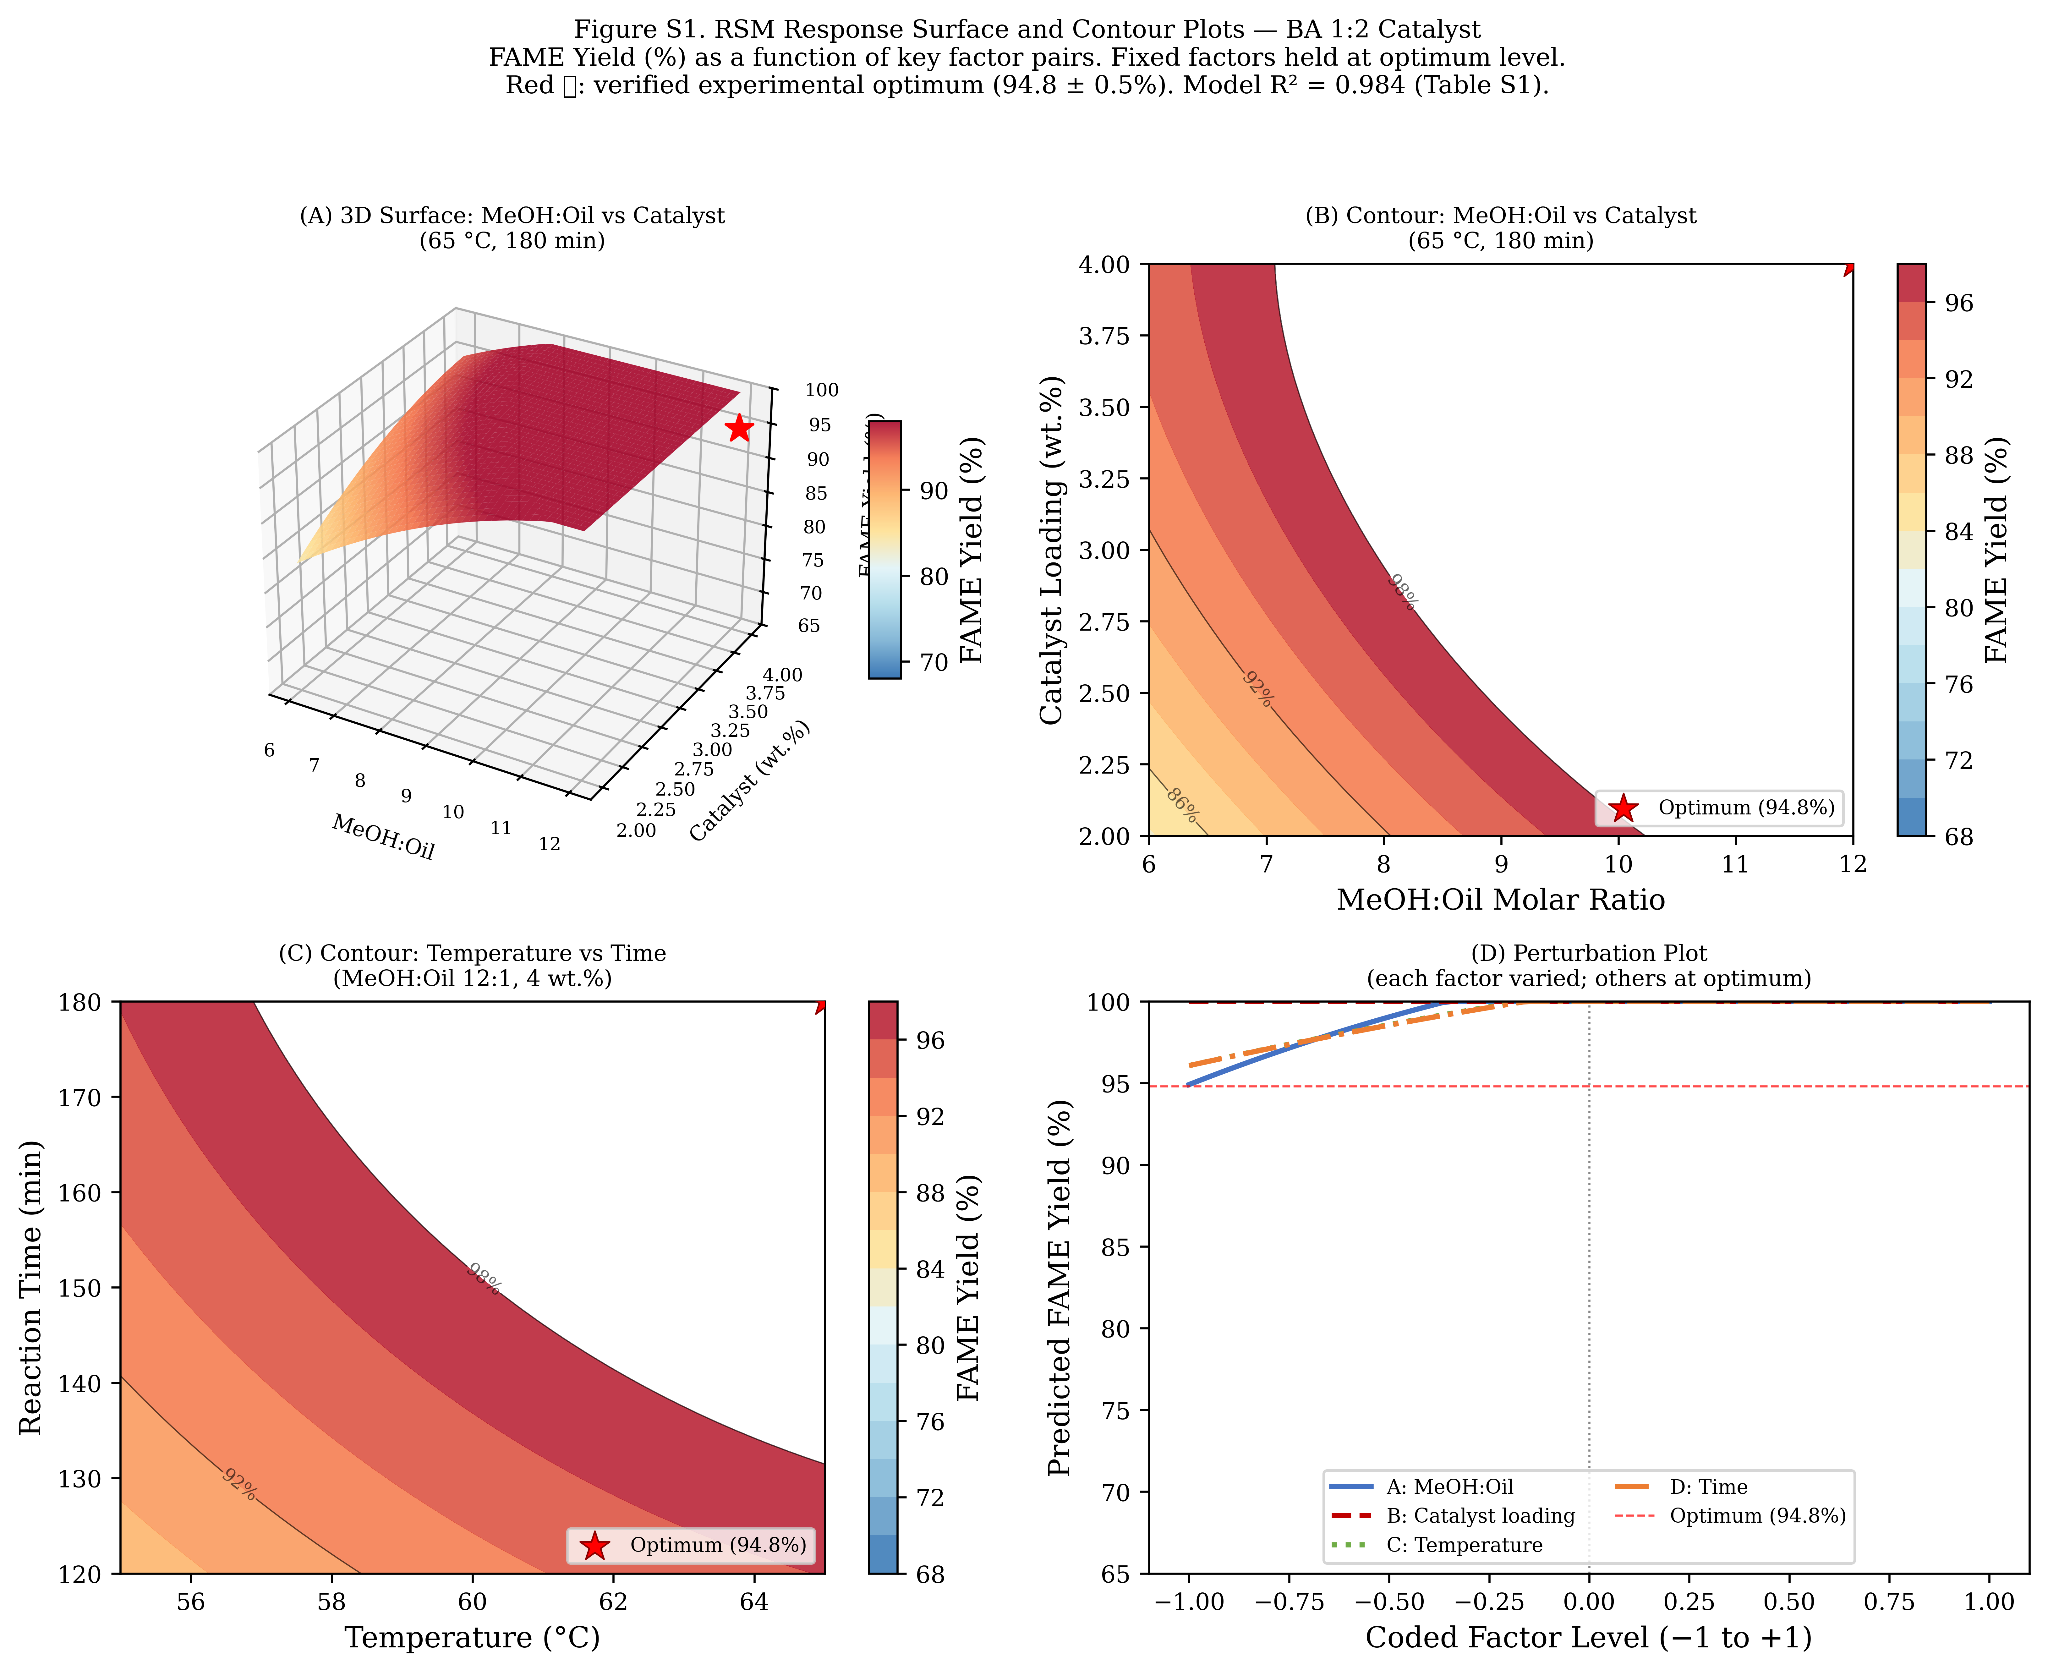 Figure S1. RSM Response Surface and Contour Plots — BA 1:2 Catalyst
FAME Yield (%) as a function of key factor pairs. Fixed factors held at optimum level.
Red ▯: verified experimental optimum (94.8 ± 0.5%). Model R² = 0.984 (Table S1).
(A) 3D Surface: MeOH:Oil vs Catalyst
(65 °C, 180 min)
100
95
90
85
80
75
70
65
4.00
3.75
3.50
3.25
3.00
2.75
2.50
2.25
2.00
Catalyst (wt.%)
6
7
8
9
10
11
12
MeOH:Oil
90
80
70
FAME Yield (%)
(B) Contour: MeOH:Oil vs Catalyst
(65 °C, 180 min)
4.00
3.75
3.50
3.25
3.00
2.75
2.50
2.25
2.00
Catalyst Loading (wt.%)
98%
92%
86%
Optimum (94.8%)
6 7 8 9 10 11 12
MeOH:Oil Molar Ratio
96
92
88
84
80
76
72
68
FAME Yield (%)
(C) Contour: Temperature vs Time
(MeOH:Oil 12:1, 4 wt.%)
180
170
160
150
140
130
120
Reaction Time (min)
98%
92%
Optimum (94.8%)
56 58 60 62 64
Temperature (°C)
96
92
88
84
80
76
72
68
FAME Yield (%)
(D) Perturbation Plot
(each factor varied; others at optimum)
100
95
90
85
80
75
70
65
Predicted FAME Yield (%)
A: MeOH:Oil
B: Catalyst loading
C: Temperature
D: Time
Optimum (94.8%)
−1.00 −0.75 −0.50 −0.25 0.00 0.25 0.50 0.75 1.00
Coded Factor Level (−1 to +1)